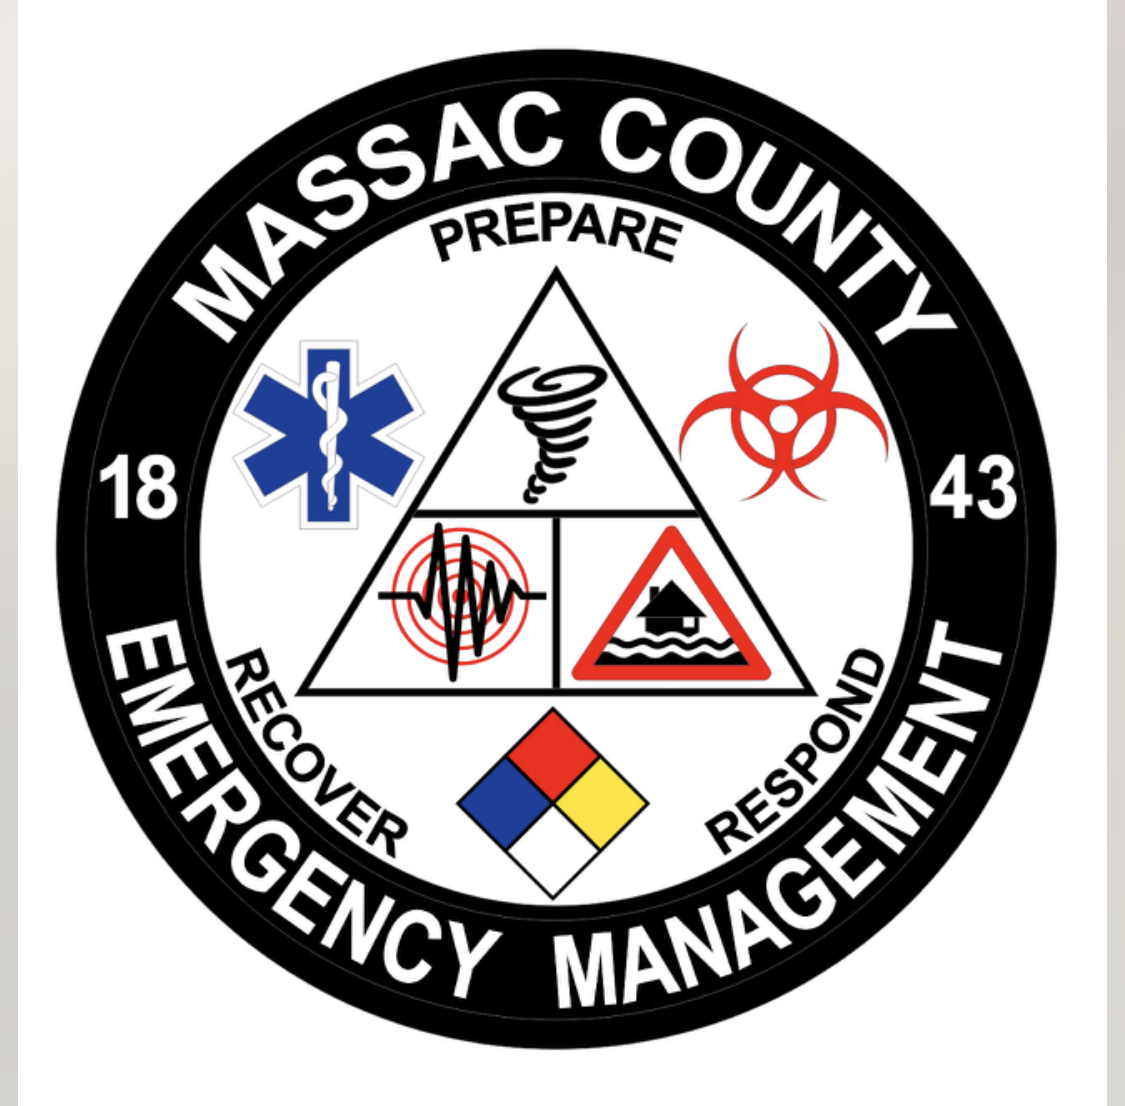 MASSAC COUNTY
PREPARE
18 43
RECOVER RESPOND
EMERGENCY MANAGEMENT